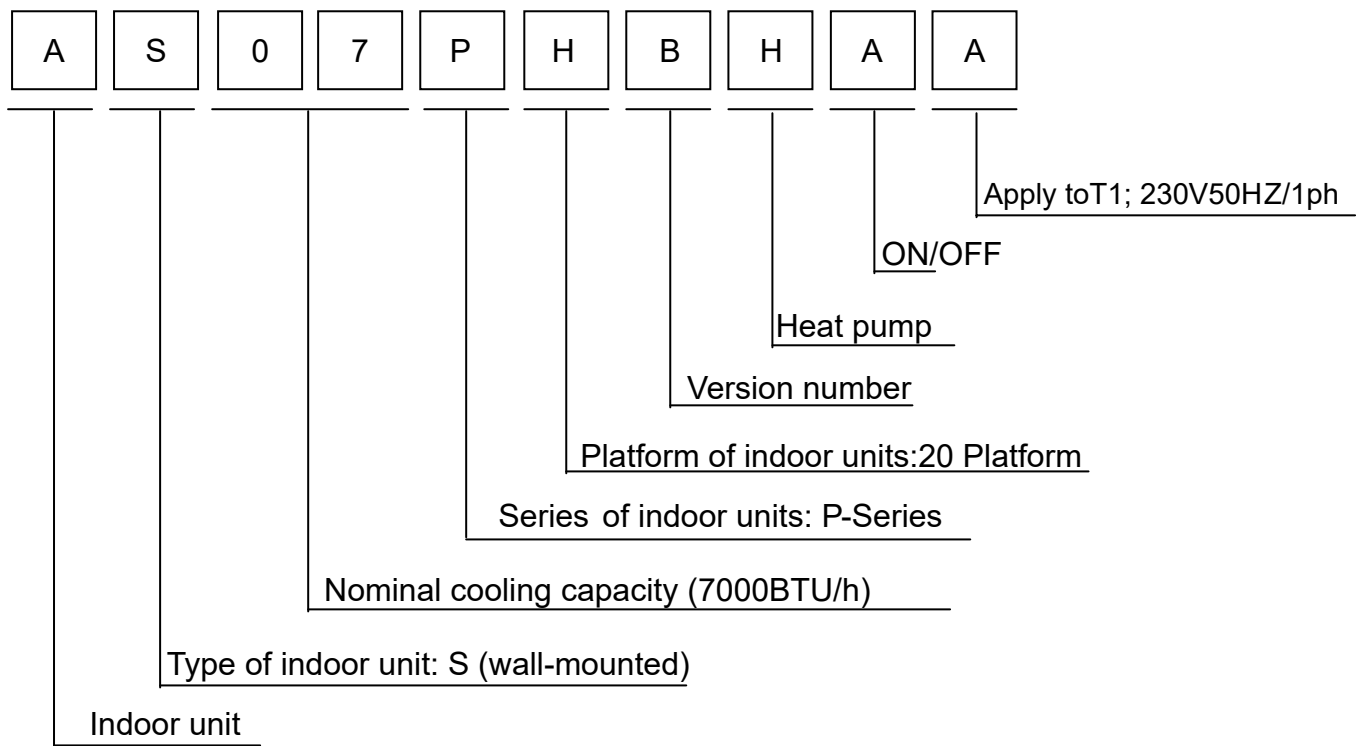 A S 0 7 P H B H A A
Apply toT1; 230V50HZ/1ph
ON/OFF
Heat pump
Version number
Platform of indoor units:20 Platform
Series of indoor units: P-Series
Nominal cooling capacity (7000BTU/h)
Type of indoor unit: S (wall-mounted)
Indoor unit